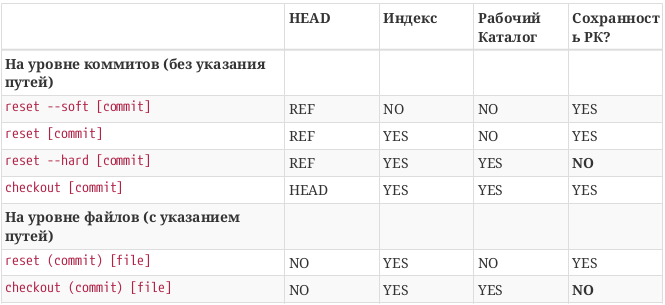 HEAD Индекс Рабочий Сохранност
Каталог ь РК?
На уровне коммитов (без указания
путей)
reset --soft [commit] REF NO NO YES
reset [commit] REF YES NO YES
reset --hard [commit] REF YES YES NO
checkout [commit] HEAD YES YES YES
На уровне файлов (с указанием
путей)
reset (commit) [file] NO YES NO YES
checkout (commit) [file] NO YES YES NO